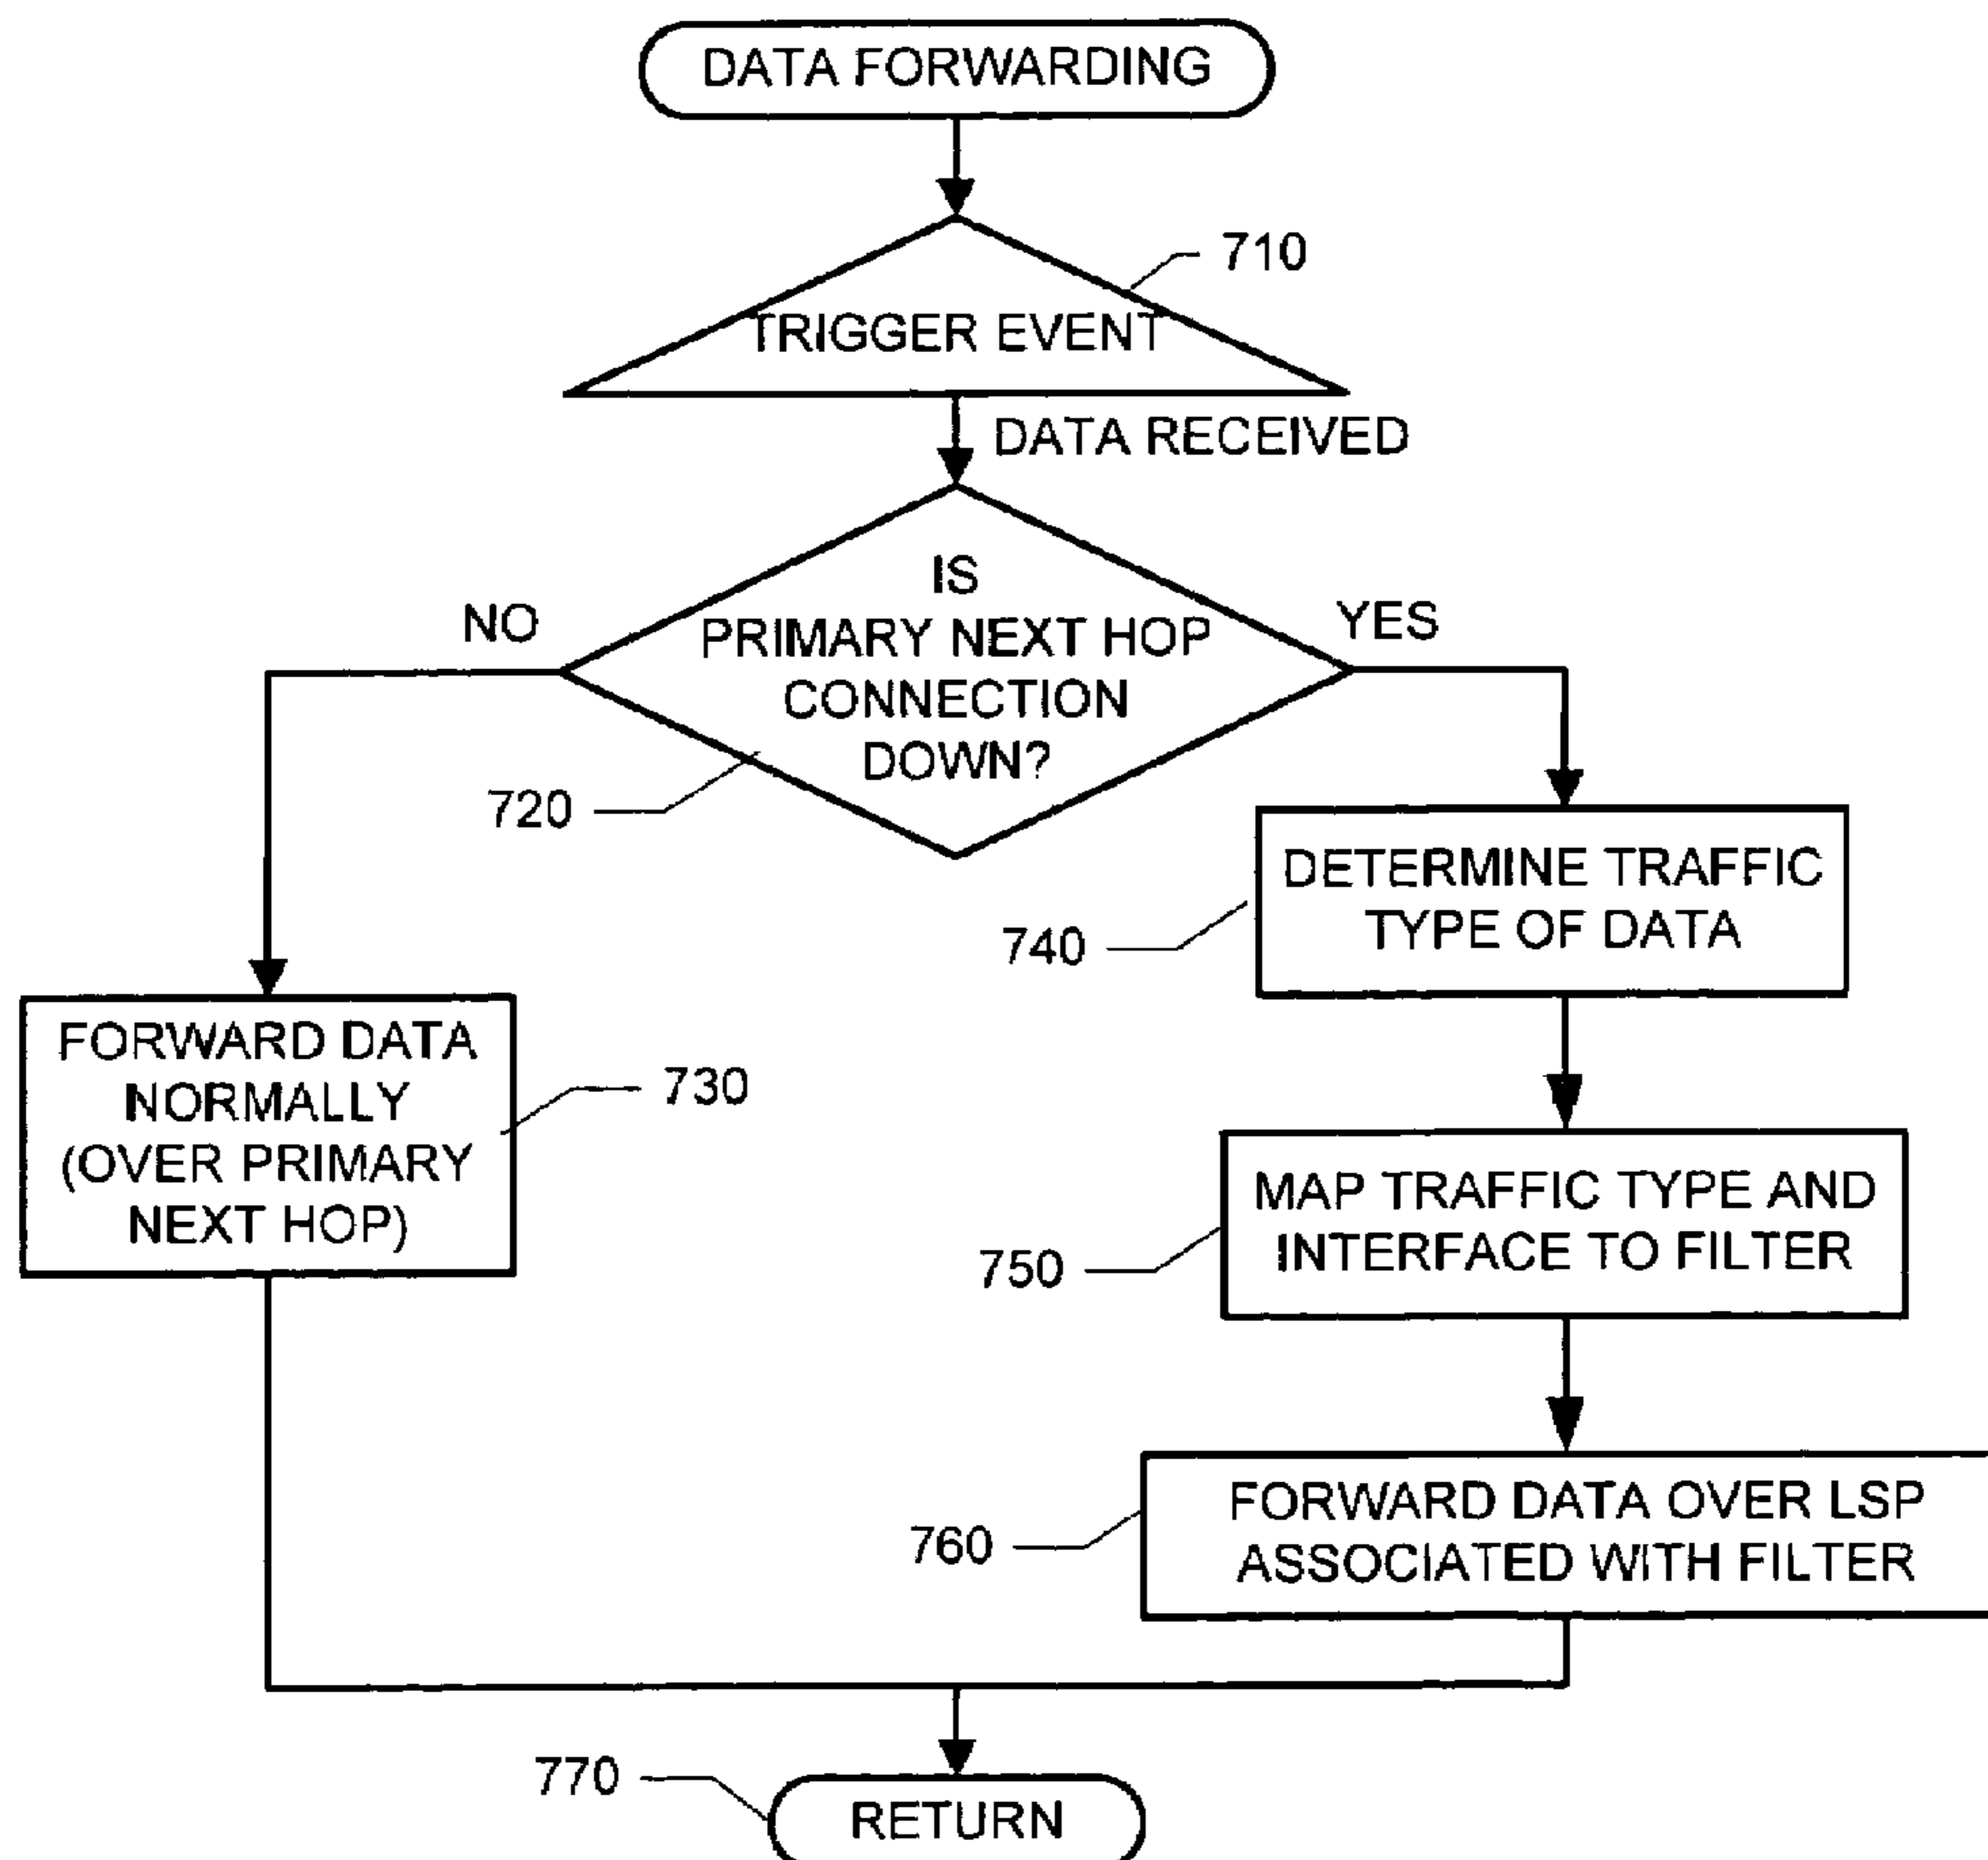 DATA FORWARDING
710
TRIGGER EVENT
DATA RECEIVED
IS
PRIMARY NEXT HOP
CONNECTION
DOWN?
NO
YES
720
DETERMINE TRAFFIC
TYPE OF DATA
740
FORWARD DATA
NORMALLY
(OVER PRIMARY
NEXT HOP)
730
MAP TRAFFIC TYPE AND
INTERFACE TO FILTER
750
FORWARD DATA OVER LSP
ASSOCIATED WITH FILTER
760
770
RETURN